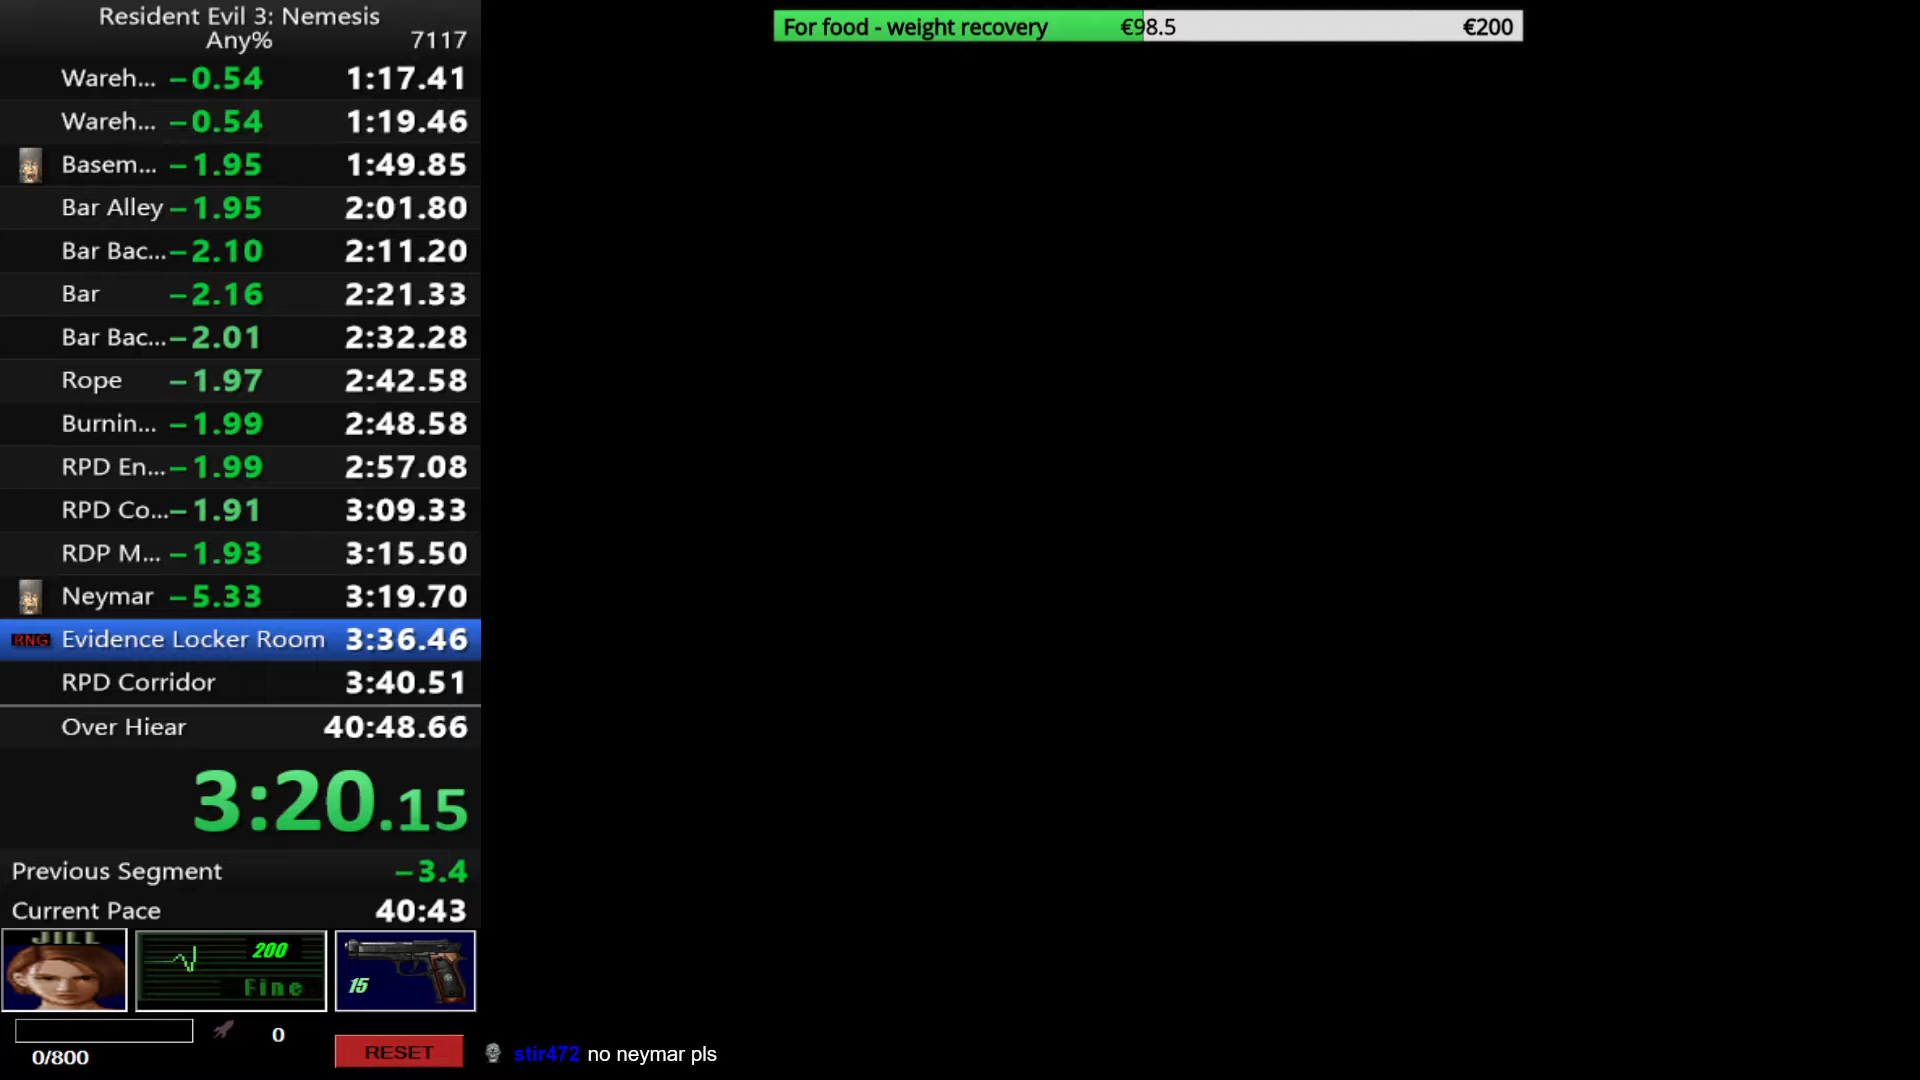 Resident Evil 3: Nemesis
Any% 7117
Wareh... −0.54 1:17.41
Wareh... −0.54 1:19.46
Basem... −1.95 1:49.85
Bar Alley −1.95 2:01.80
Bar Bac... −2.10 2:11.20
Bar −2.16 2:21.33
Bar Bac... −2.01 2:32.28
Rope −1.97 2:42.58
Burnin... −1.99 2:48.58
RPD En... −1.99 2:57.08
RPD Co... −1.91 3:09.33
RDP M... −1.93 3:15.50
Neymar −5.33 3:19.70
RNG Evidence Locker Room 3:36.46
RPD Corridor 3:40.51
Over Hiear 40:48.66
3:20.15
Previous Segment −3.4
Current Pace 40:43
JILL
200
Fine
15
0
0/800
RESET
For food - weight recovery €98.5 €200
stir472 no neymar pls